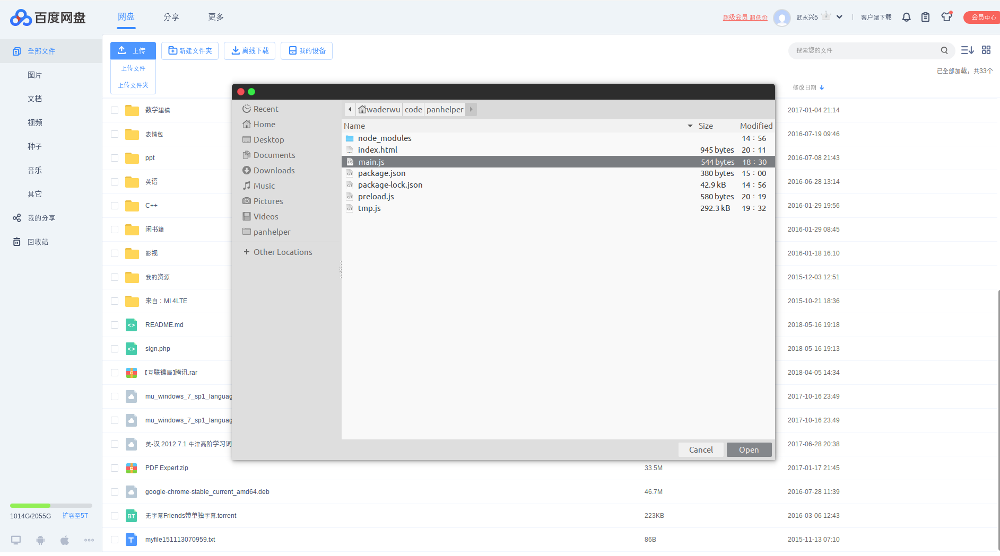 百度网盘
网盘 分享 更多
超级会员 超低价 武永兴5 客户端下载 会员中心
全部文件
图片
文档
视频
种子
音乐
其它
我的分享
回收站
1014G/2055G 扩容至5T
上传 新建文件夹 离线下载 我的设备
上传文件
上传文件夹
搜索您的文件
已全部加载，共33个
修改日期
数学建模 2017-01-04 21:14
表情包 2016-07-19 09:46
ppt 2016-07-08 21:43
英语 2016-06-28 13:14
C++ 2016-01-29 19:56
闲书籍 2016-01-29 08:45
影视 2016-01-18 16:10
我的资源 2015-12-03 12:51
来自：MI 4LTE 2015-10-21 18:36
README.md 2018-05-16 19:18
sign.php 2018-05-16 19:13
【互联镖局】腾讯.rar 2018-04-05 14:34
mu_windows_7_sp1_languag 2017-10-16 23:49
mu_windows_7_sp1_languag 2017-10-16 23:49
英-汉 2012.7.1 牛津高阶学习词 2017-06-28 20:38
PDF Expert.zip 33.5M 2017-01-17 21:45
google-chrome-stable_current_amd64.deb 46.7M 2016-07-28 11:39
BT 无字幕Friends带单独字幕.torrent 223KB 2016-03-06 12:43
T myfile151113070959.txt 86B 2015-11-13 07:10
Recent
Home
Desktop
Documents
Downloads
Music
Pictures
Videos
panhelper
Other Locations
waderwu code panhelper
Name Size Modified
node_modules 14：56
index.html 945 bytes 20：11
main.js 544 bytes 18：30
package.json 380 bytes 15：00
package-lock.json 42.9 kB 14：56
preload.js 580 bytes 20：19
tmp.js 292.3 kB 19：32
Cancel Open